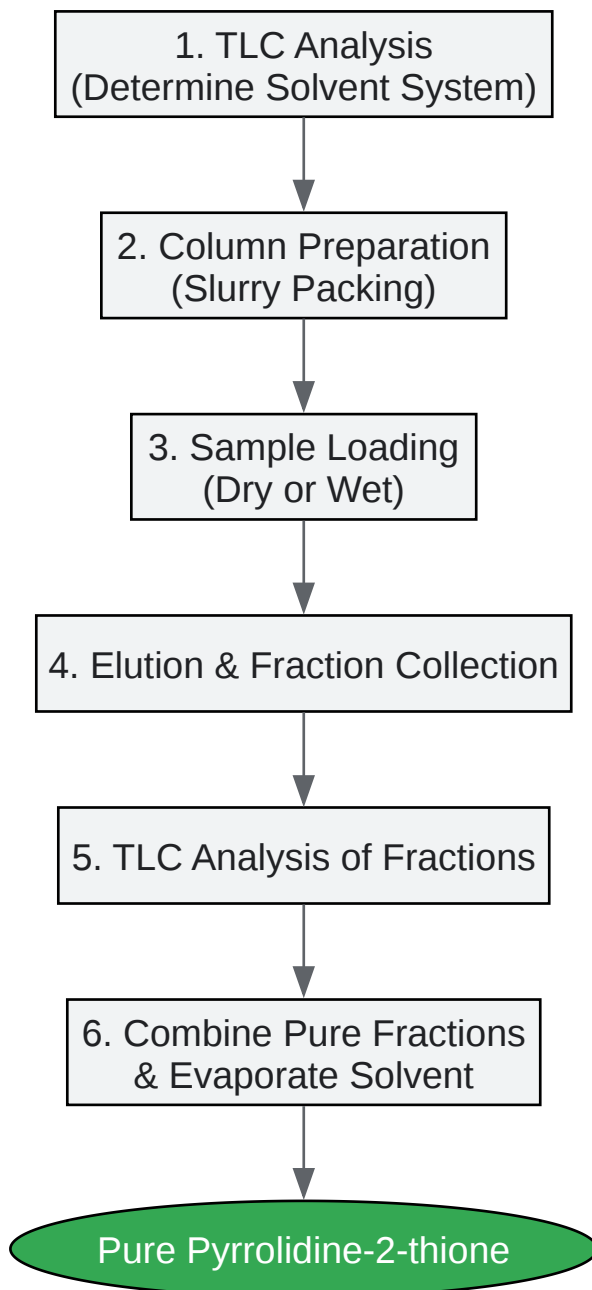 1. TLC Analysis
(Determine Solvent System)
2. Column Preparation
(Slurry Packing)
3. Sample Loading
(Dry or Wet)
4. Elution & Fraction Collection
5. TLC Analysis of Fractions
6. Combine Pure Fractions
& Evaporate Solvent
Pure Pyrrolidine-2-thione